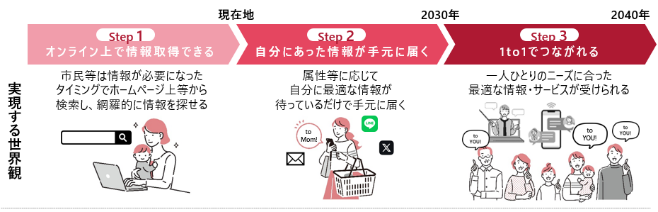 現在地
2030年
2040年
Step 1
オンライン上で情報取得できる
Step 2
自分にあった情報が手元に届く
Step 3
1to1でつながれる
実現する世界観
市民等は情報が必要になった
タイミングでホームページ上等から
検索し、網羅的に情報を探せる
属性等に応じて
自分に最適な情報が
待っているだけで手元に届く
一人ひとりのニーズに合った
最適な情報・サービスが受けられる
to
Mom!
LINE
X
to
YOU!
to
YOU!
to
YOU!
to
YOU!